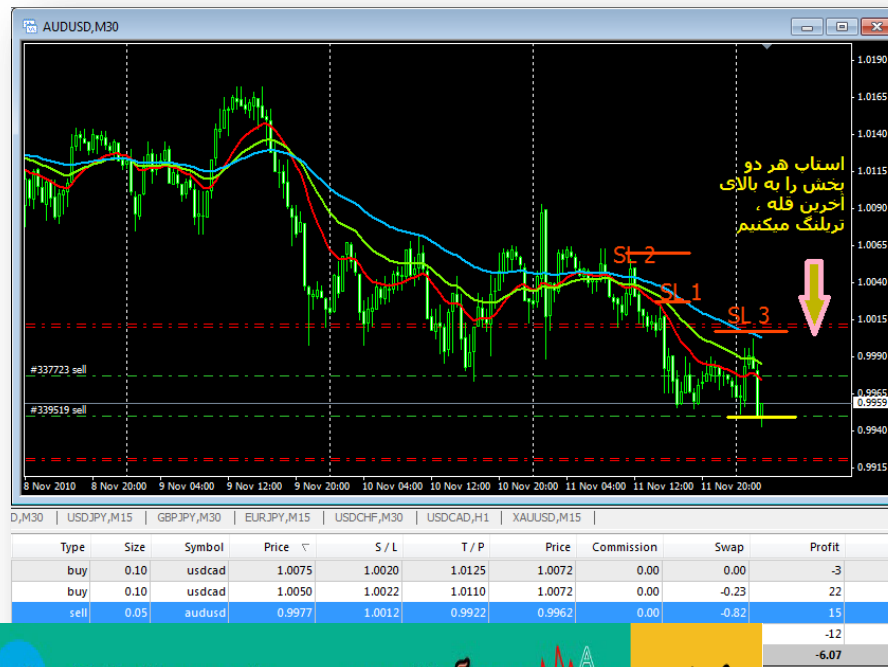 AUDUSD,M30
1.0190
1.0165
1.0140
1.0115
1.0090
1.0065
1.0040
1.0015
0.9990
0.9965
0.9959
0.9940
0.9915
استاپ هر دو
بخش را به بالای
آخرین قله ،
تریلنگ میکنیم
SL 2
SL 1
SL 3
#337723 sell
#339519 sell
8 Nov 2010 8 Nov 20:00 9 Nov 04:00 9 Nov 12:00 9 Nov 20:00 10 Nov 04:00 10 Nov 12:00 10 Nov 20:00 11 Nov 04:00 11 Nov 12:00 11 Nov 20:00
D,M30 | USDJPY,M15 | GBPJPY,M30 | EURJPY,M15 | USDCHF,M30 | USDCAD,H1 | XAUUSD,M15 |
Type Size Symbol Price S / L T / P Price Commission Swap Profit
buy 0.10 usdcad 1.0075 1.0020 1.0125 1.0072 0.00 0.00 -3
buy 0.10 usdcad 1.0050 1.0022 1.0110 1.0072 0.00 -0.23 22
sell 0.05 audusd 0.9977 1.0012 0.9922 0.9962 0.00 -0.82 15
-12
-6.07